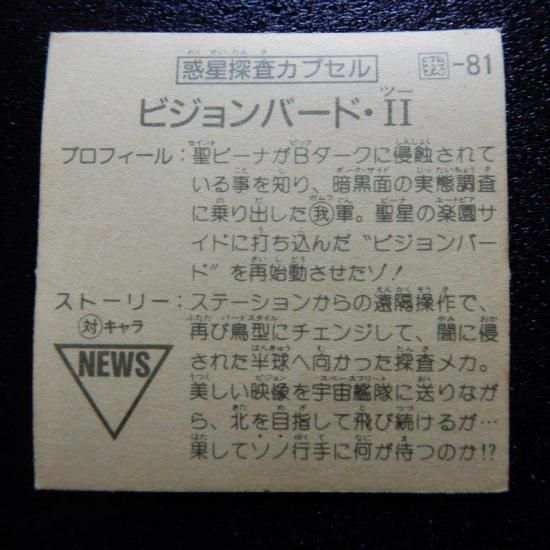 惑星探査カプセル
-81
ビジョンバード・II
プロフィール：聖ビーナがBダークに侵蝕されて
いる事を知り、暗黒面の実態調査
に乗り出した我軍。聖星の楽園サ
イドに打ち込んだ“ビジョンバー
ド”を再始動させたゾ！
ストーリー：ステーションからの遠隔操作で、
対キャラ 再び鳥型にチェンジして、闇に侵
された半球へ向かった探査メカ。
NEWS 美しい映像を宇宙艦隊に送りなが
ら、北を目指して飛び続けるが…
果してソノ行手に何が待つのか!?